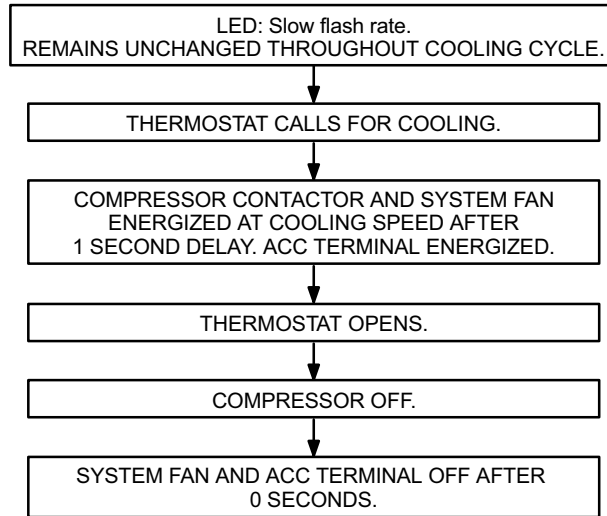 LED: Slow flash rate.
REMAINS UNCHANGED THROUGHOUT COOLING CYCLE.
THERMOSTAT CALLS FOR COOLING.
COMPRESSOR CONTACTOR AND SYSTEM FAN
ENERGIZED AT COOLING SPEED AFTER
1 SECOND DELAY. ACC TERMINAL ENERGIZED.
THERMOSTAT OPENS.
COMPRESSOR OFF.
SYSTEM FAN AND ACC TERMINAL OFF AFTER
0 SECONDS.